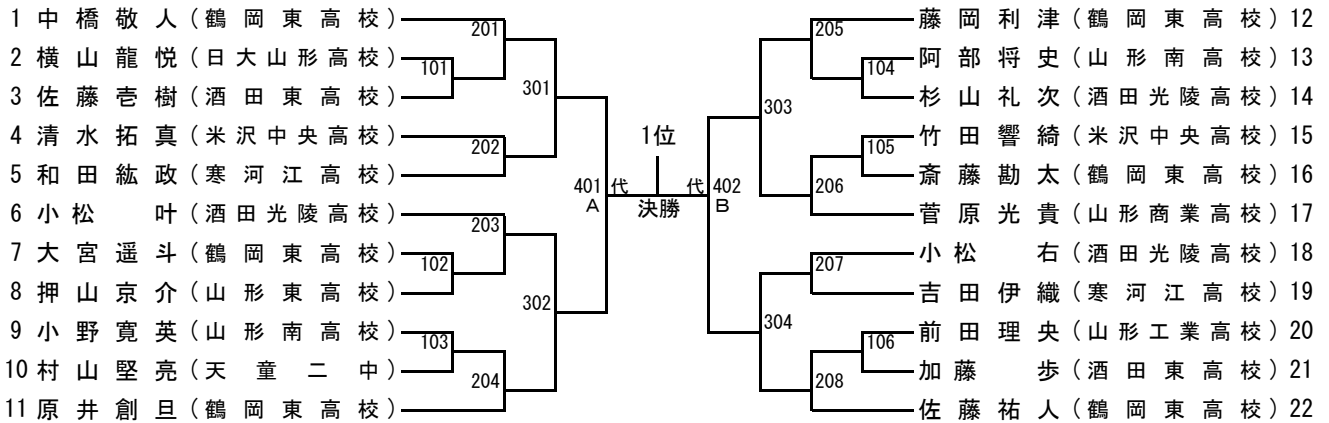 1 中橋敬人（鶴岡東高校）
2 横山龍悦（日大山形高校）
3 佐藤壱樹（酒田東高校）
4 清水拓真（米沢中央高校）
5 和田紘政（寒河江高校）
6 小松　叶（酒田光陵高校）
7 大宮遥斗（鶴岡東高校）
8 押山京介（山形東高校）
9 小野寛英（山形南高校）
10 村山堅亮（天童二中）
11 原井創旦（鶴岡東高校）
201
101
301
202
203
102
302
103
204
401
A
代
1位
決勝
代
402
B
205
104
303
105
206
207
304
106
208
藤岡利津（鶴岡東高校）12
阿部将史（山形南高校）13
杉山礼次（酒田光陵高校）14
竹田響綺（米沢中央高校）15
斎藤勘太（鶴岡東高校）16
菅原光貴（山形商業高校）17
小松　右（酒田光陵高校）18
吉田伊織（寒河江高校）19
前田理央（山形工業高校）20
加藤　歩（酒田東高校）21
佐藤祐人（鶴岡東高校）22